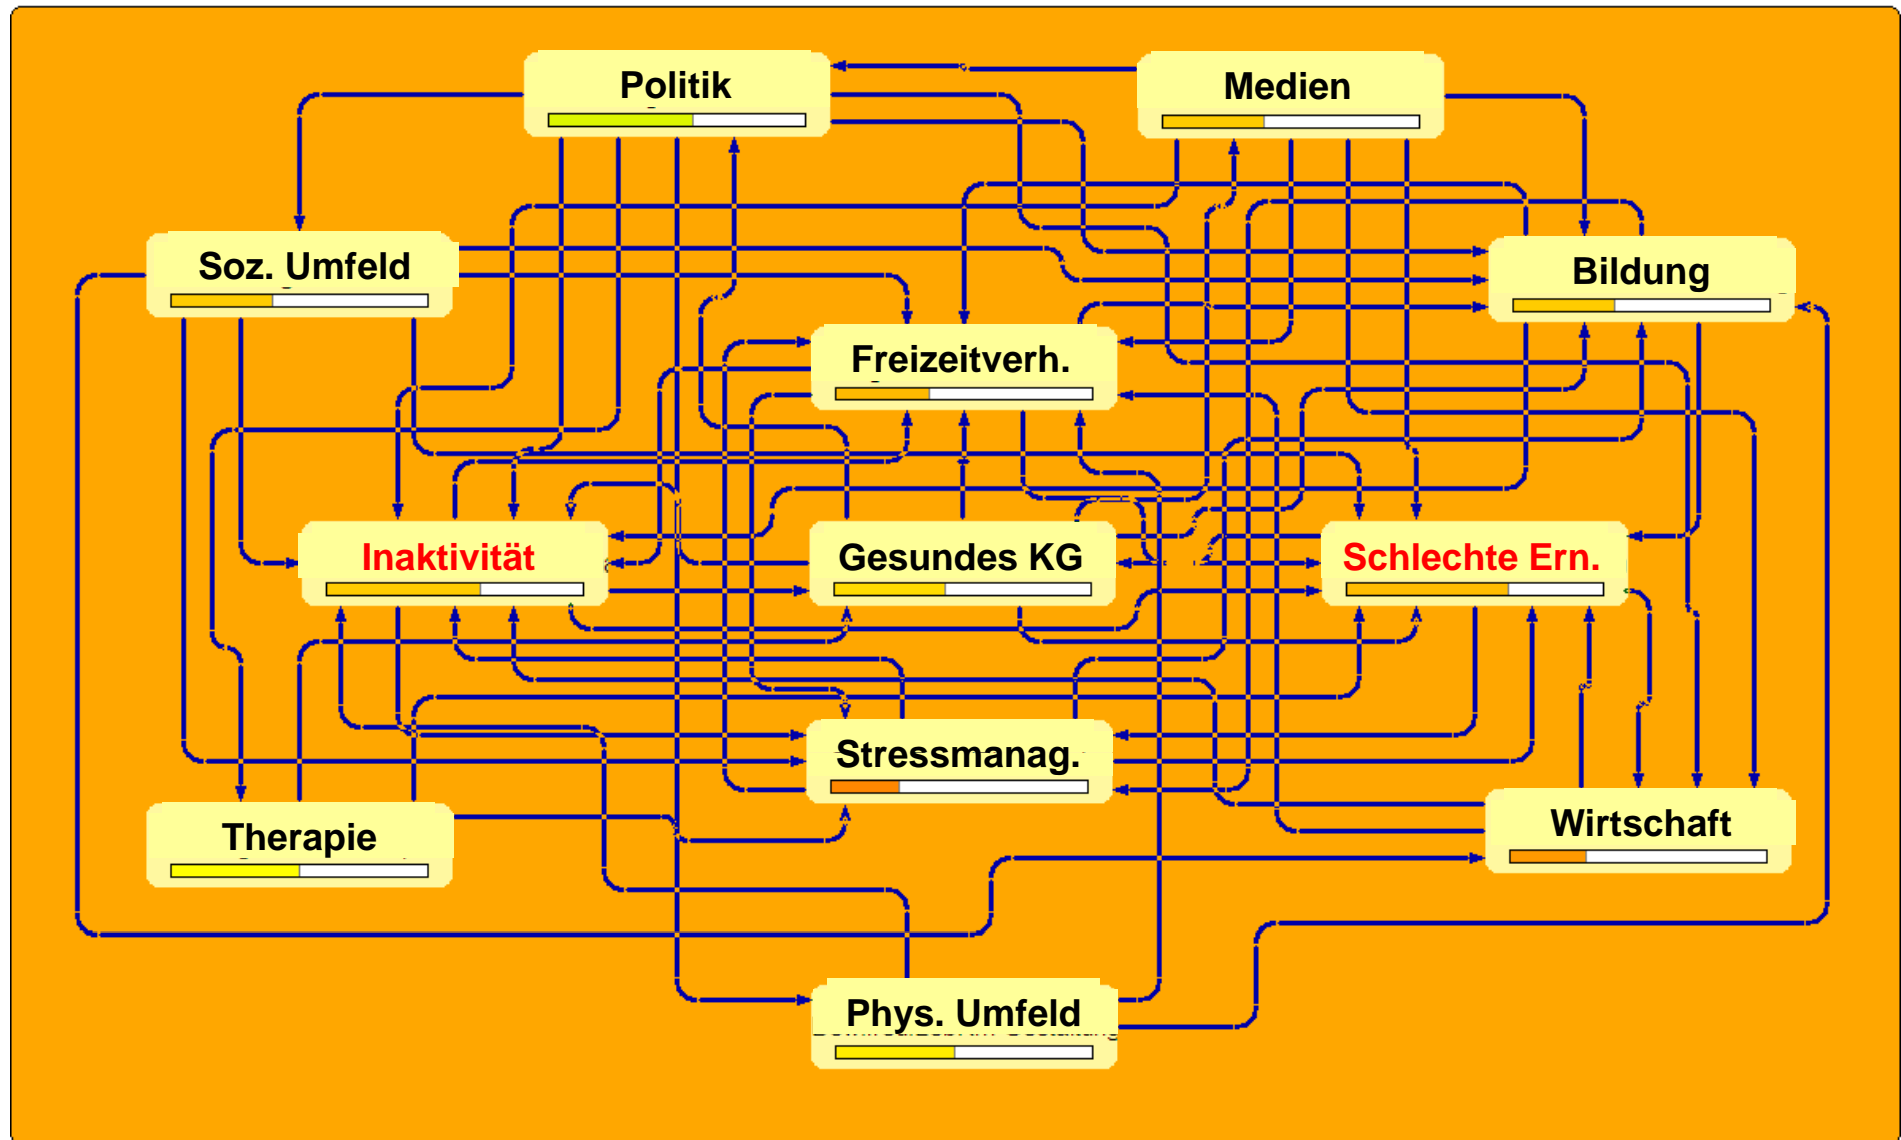 Politik
Medien
Soz. Umfeld
Bildung
Freizeitverh.
Inaktivität
Gesundes KG
Schlechte Ern.
Stressmanag.
Therapie
Wirtschaft
Phys. Umfeld